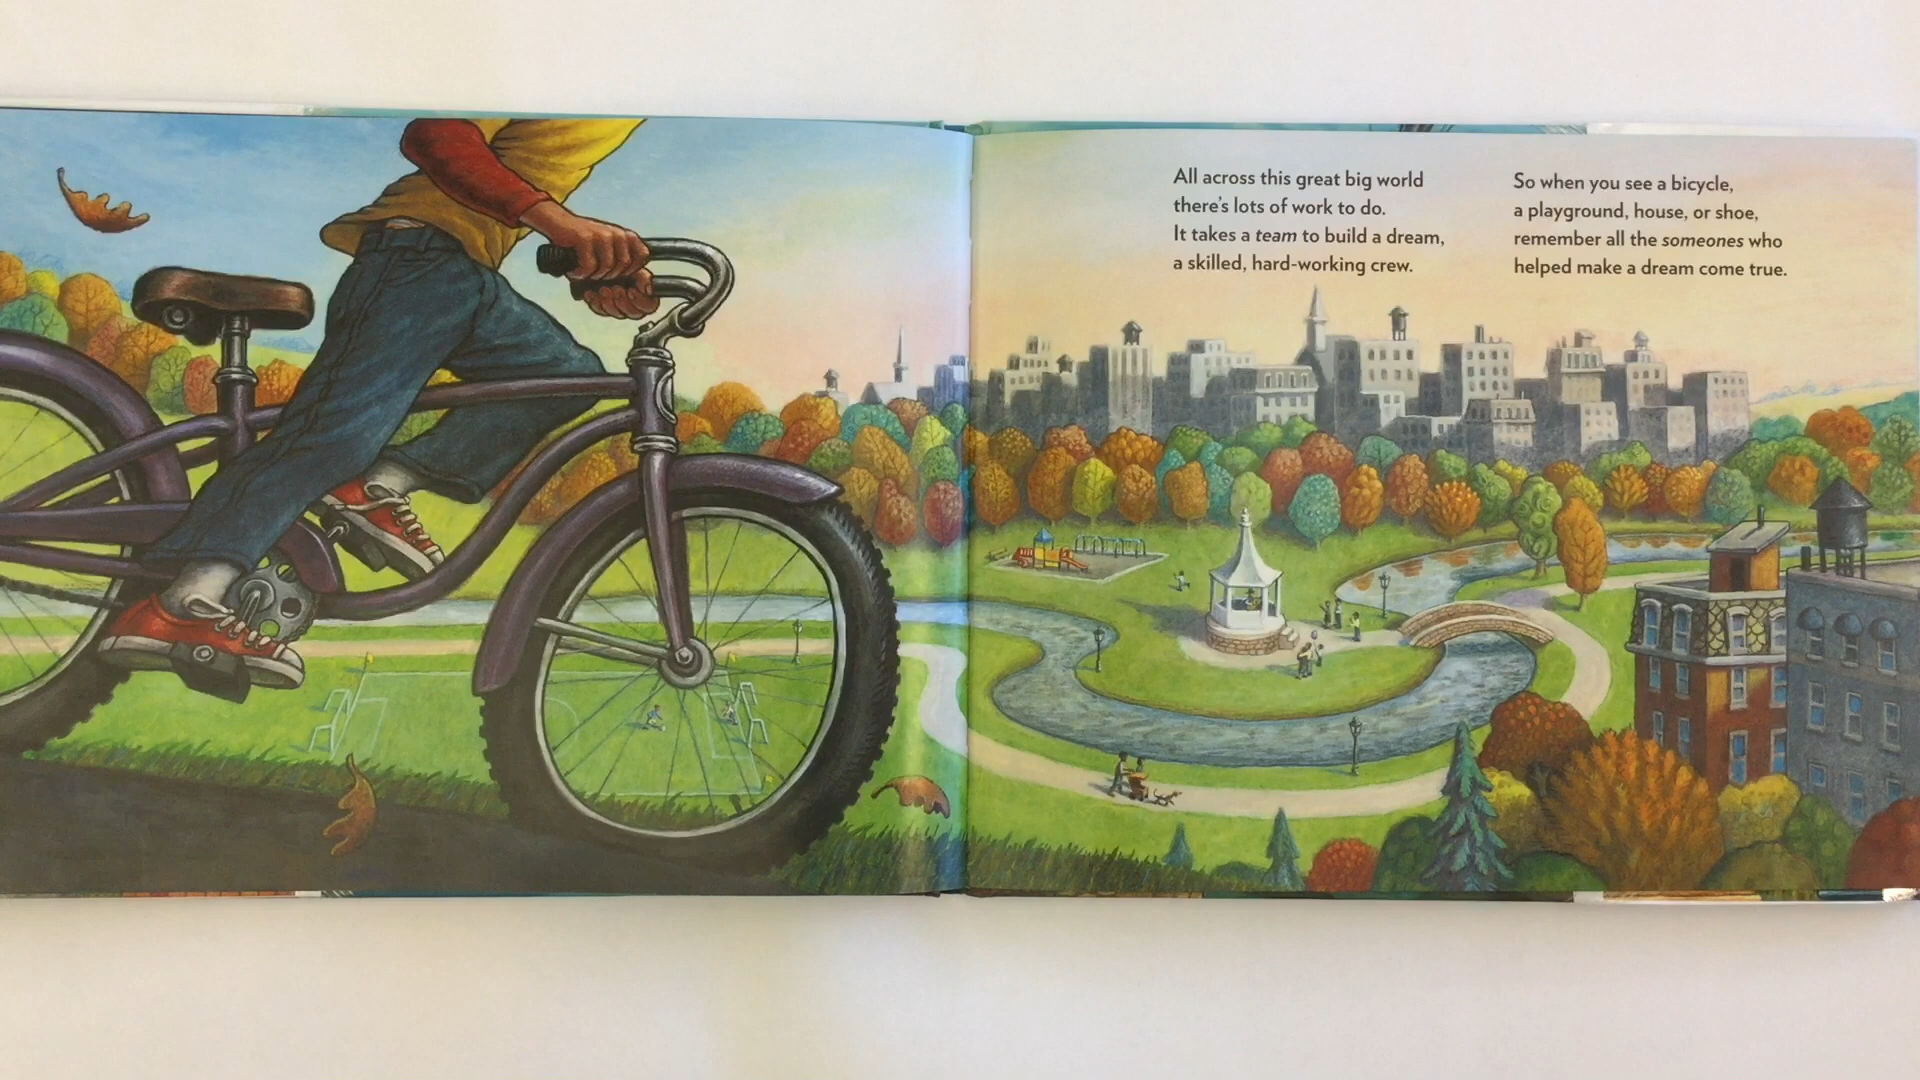 All across this great big world
there's lots of work to do.
It takes a team to build a dream,
a skilled, hard-working crew.
So when you see a bicycle,
a playground, house, or shoe,
remember all the someones who
helped make a dream come true.